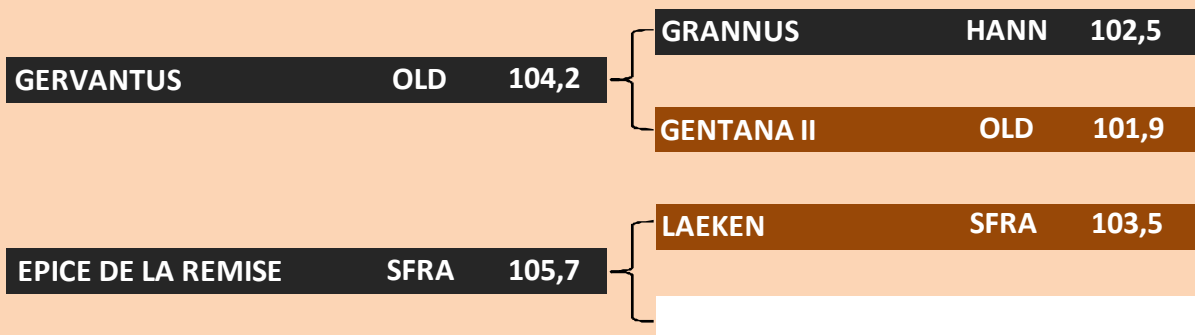 GRANNUS HANN 102,5
GERVANTUS OLD 104,2
GENTANA II OLD 101,9
LAEKEN SFRA 103,5
EPICE DE LA REMISE SFRA 105,7